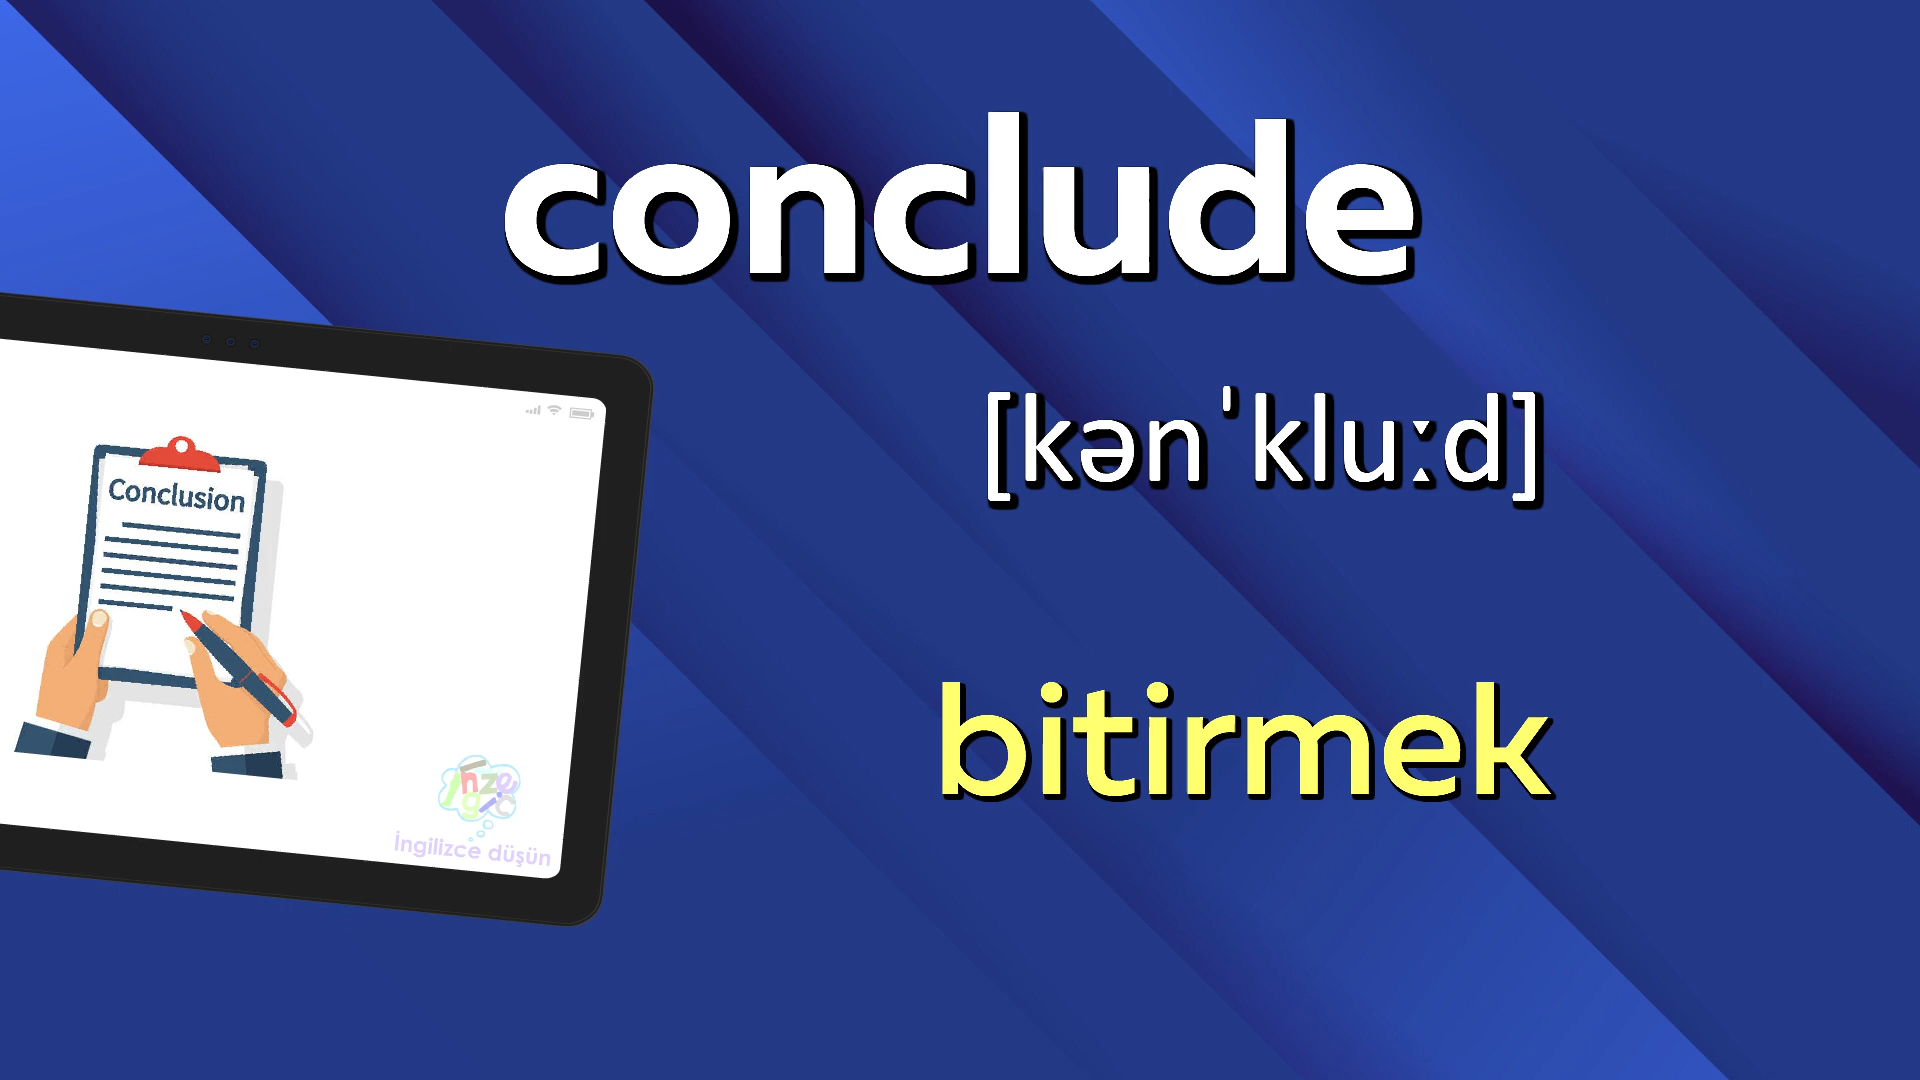 conclude
[kənˈkluːd]
bitirmek
Conclusion
İngilizce düşün